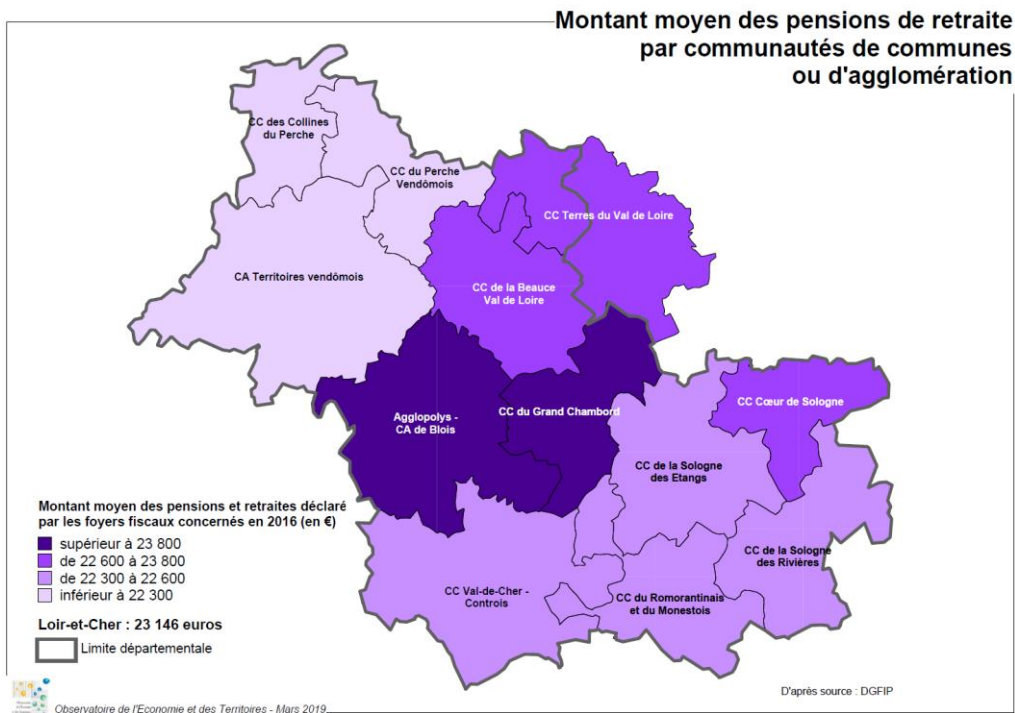 Montant moyen des pensions de retraite
par communautés de communes
ou d'agglomération
CC des Collines
du Perche
CC du Perche
Vendômois
CC Terres du Val de Loire
CA Territoires vendômois
CC de la Beauce
Val de Loire
Agglopolys -
CA de Blois
CC du Grand Chambord
CC Cœur de Sologne
CC de la Sologne
des Etangs
CC de la Sologne
des Rivières
CC Val-de-Cher -
Controis
CC du Romorantinais
et du Monestois
Montant moyen des pensions et retraites déclaré
par les foyers fiscaux concernés en 2016 (en €)
supérieur à 23 800
de 22 600 à 23 800
de 22 300 à 22 600
inférieur à 22 300
Loir-et-Cher : 23 146 euros
Limite départementale
D'après source : DGFIP
Observatoire de l'Economie et des Territoires - Mars 2019